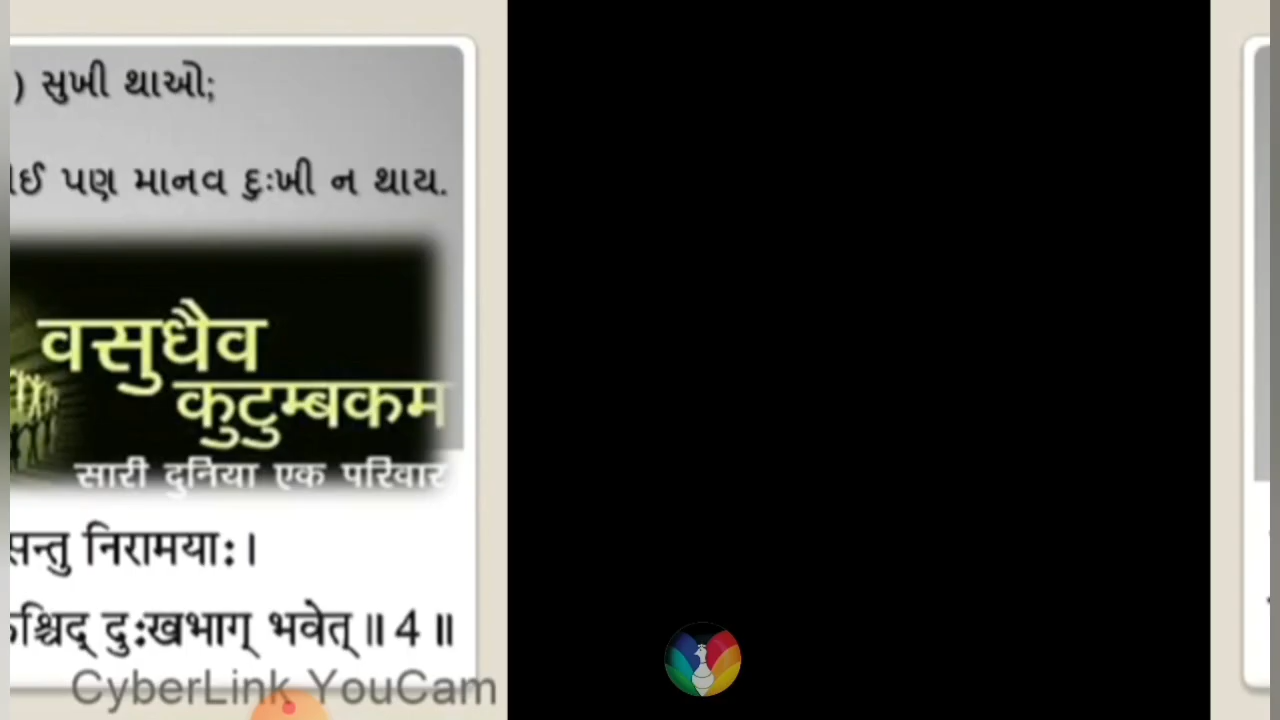 ) સુખી થાઓ;
પણ માનવ દુઃખી ન થાય.
वसुधैव
कुटुम्बकम
सारी दुनिया एक परिवार
सन्तु निरामयाः।
दुःखभाग् भवेत्॥4॥
CyberLink YouCam